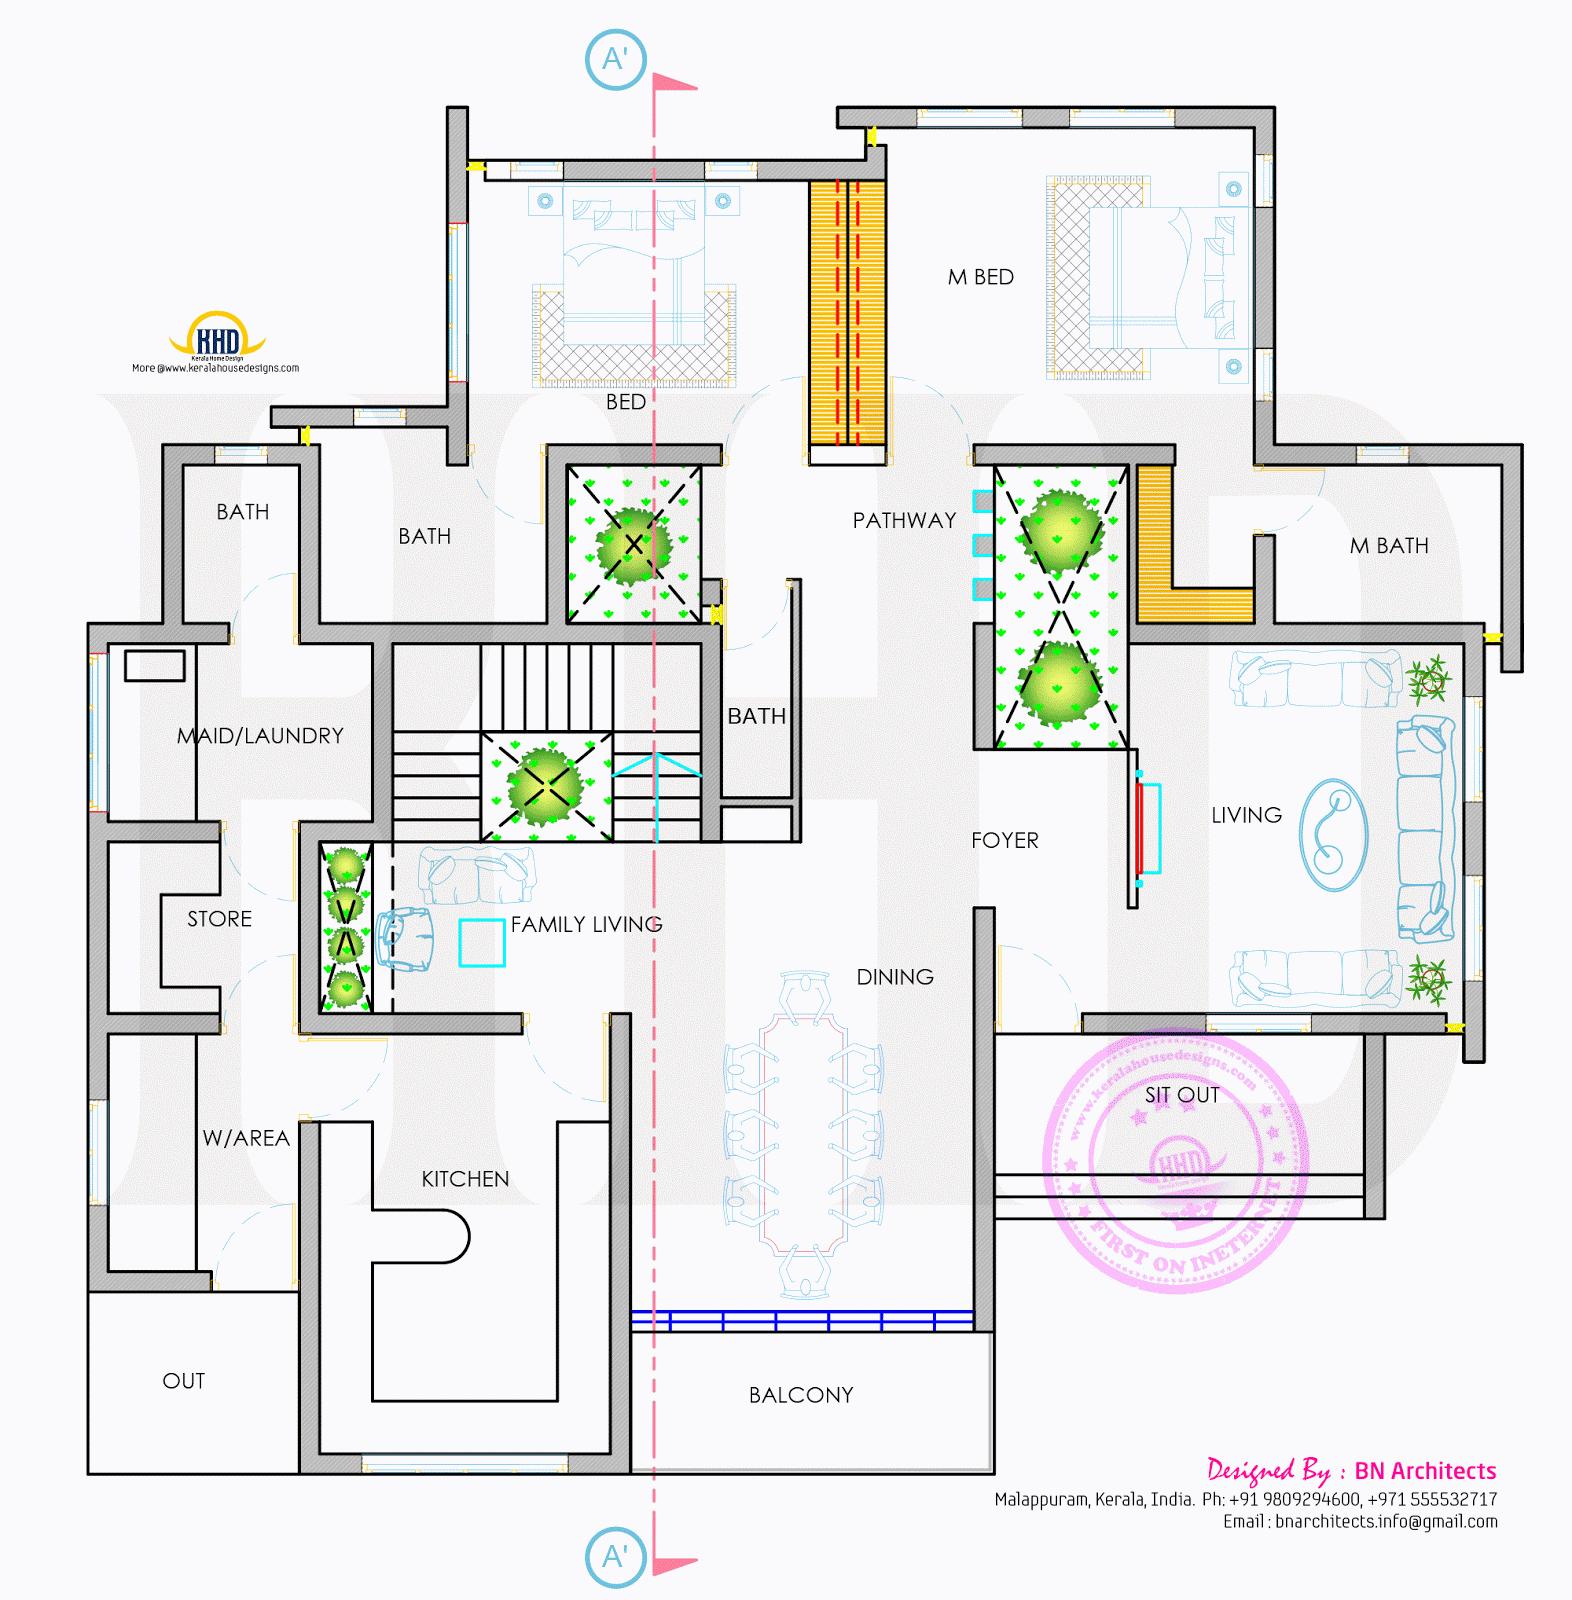 A'
M BED
KHD
Kerala Home Design
More @www.keralahousedesigns.com
BED
BATH
BATH
PATHWAY
M BATH
MAID/LAUNDRY
BATH
LIVING
FOYER
STORE
FAMILY LIVING
DINING
www.keralahousedesigns.com
SIT OUT
W/AREA
KHD
KITCHEN
FIRST ON INETERNET
OUT
BALCONY
Designed By : BN Architects
Malappuram, Kerala, India. Ph: +91 9809294600, +971 555532717
Email : bnarchitects.info@gmail.com
A'